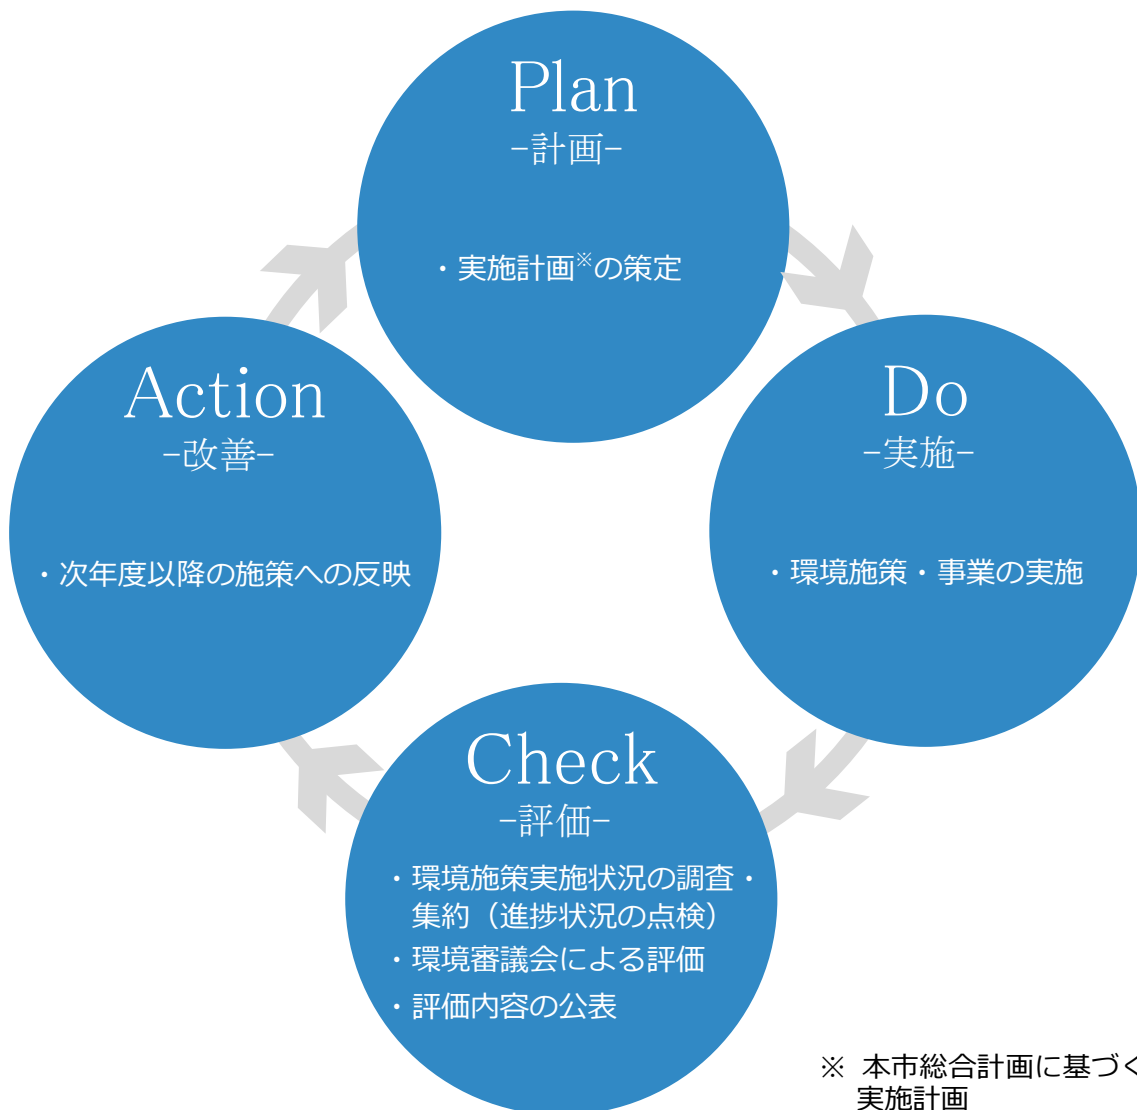 Plan
-計画-
・実施計画※の策定
Action
-改善-
・次年度以降の施策への反映
Do
-実施-
・環境施策・事業の実施
Check
-評価-
・環境施策実施状況の調査・
集約（進捗状況の点検）
・環境審議会による評価
・評価内容の公表
※ 本市総合計画に基づく
実施計画